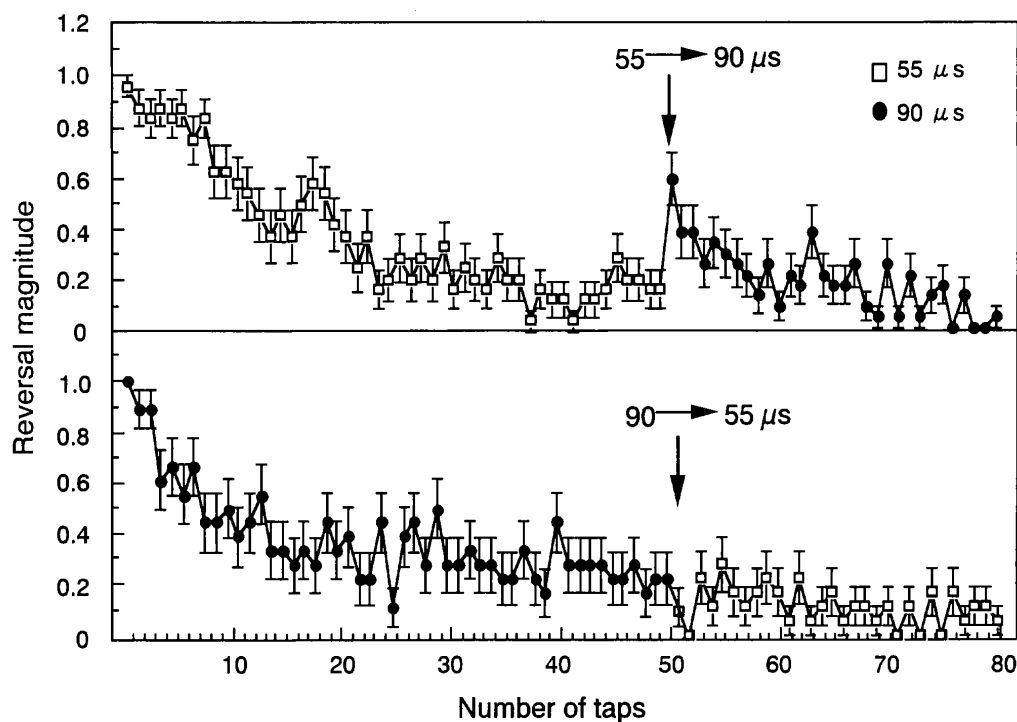 1.2
1.0
0.8
0.6
0.4
0.2
0
55 → 90 µs
55 µs
90 µs
Reversal magnitude
1.0
0.8
0.6
0.4
0.2
0
90 → 55 µs
10 20 30 40 50 60 70 80
Number of taps